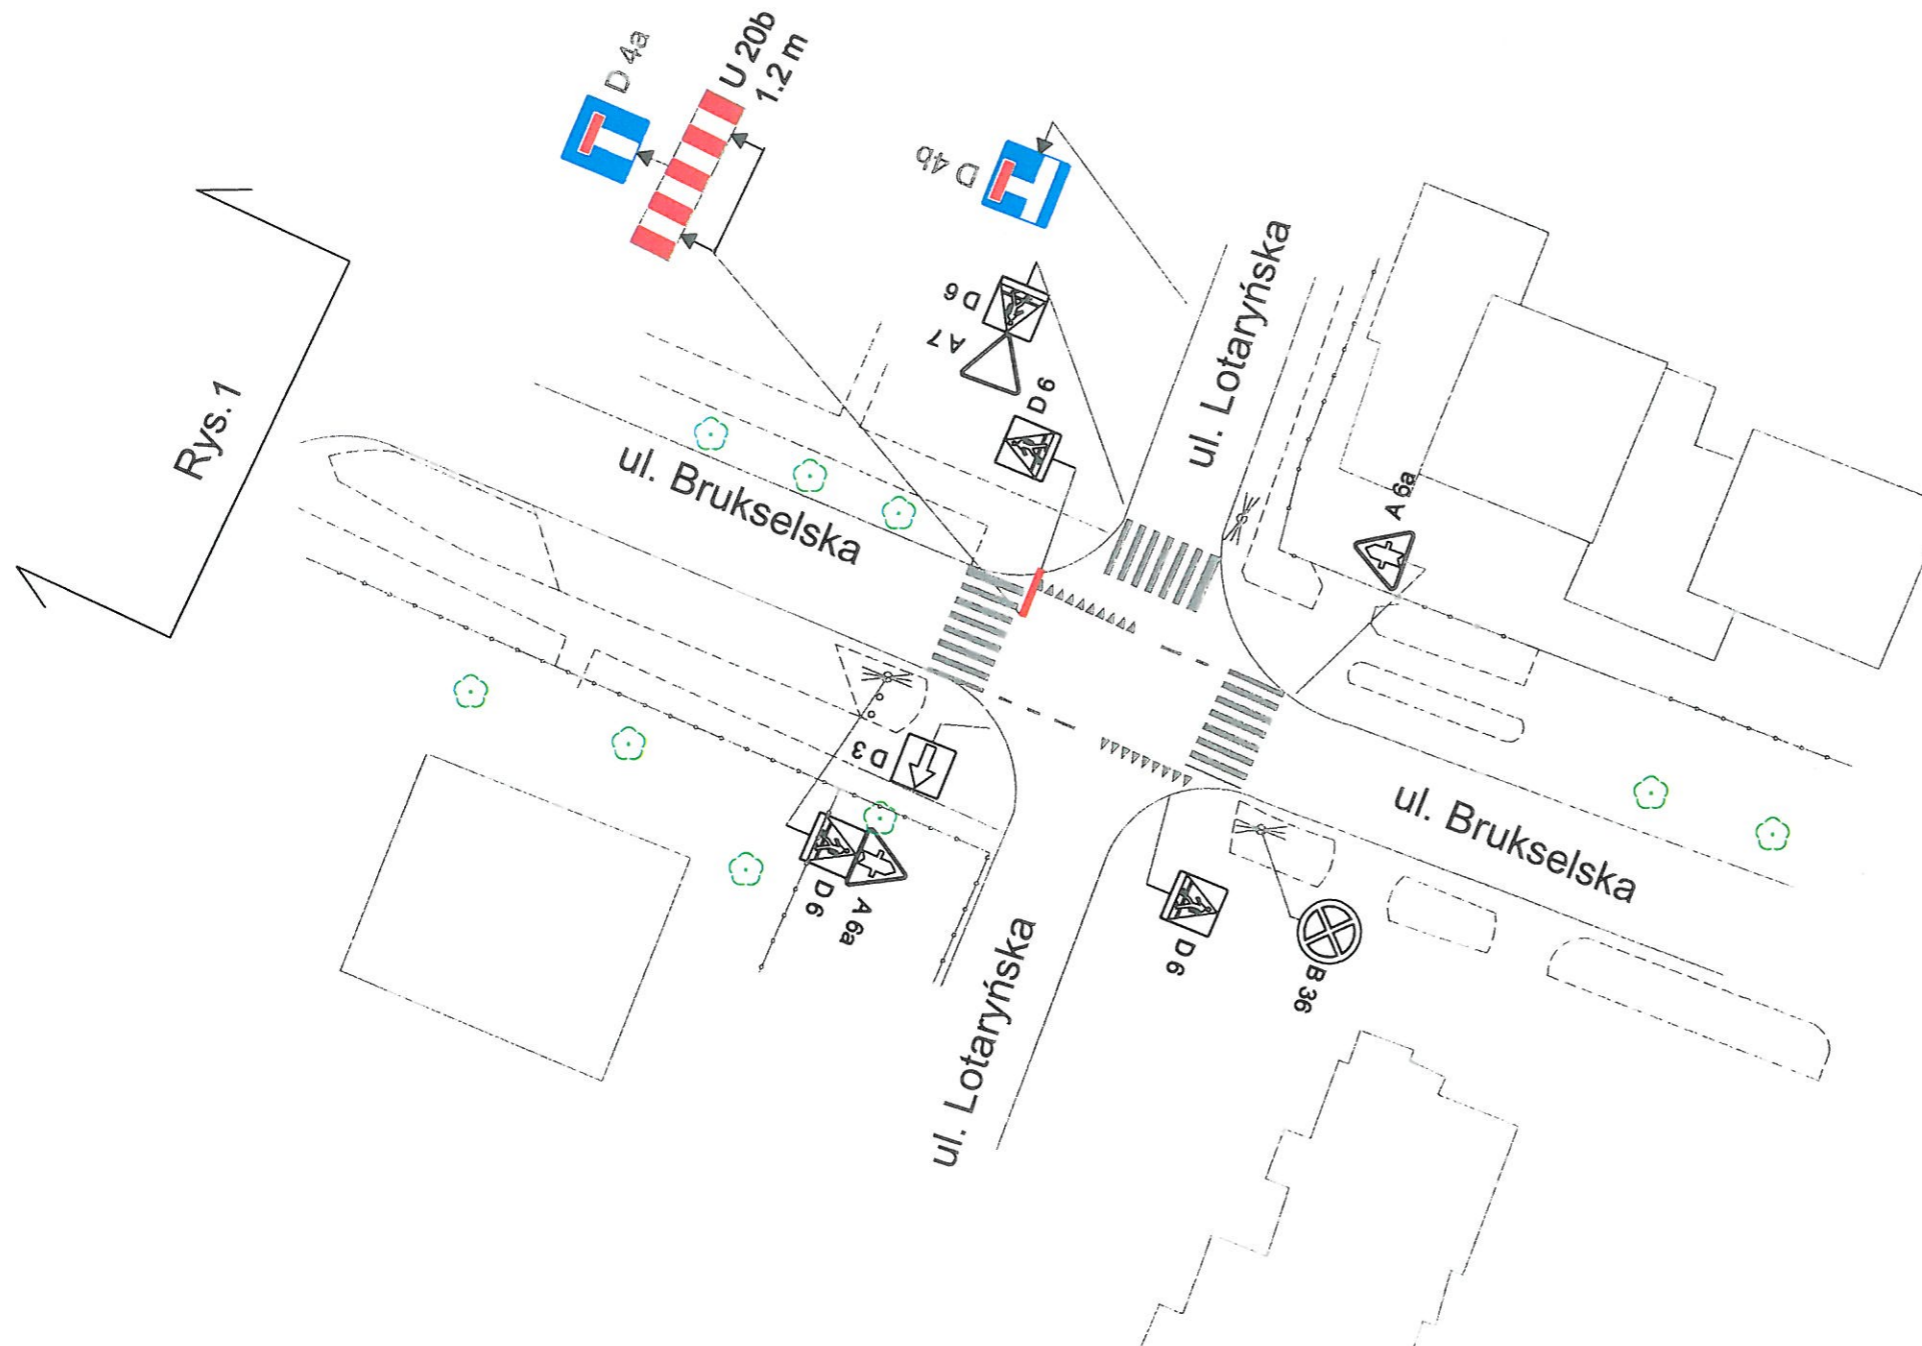 D 4a
U 20b
1.2 m
D 4b
Rys.1
D 6
A 7
D 6
ul. Lotaryńska
ul. Brukselska
A 6a
D 3
D 6
A 6a
ul. Brukselska
D 6
B 36
ul. Lotaryńska